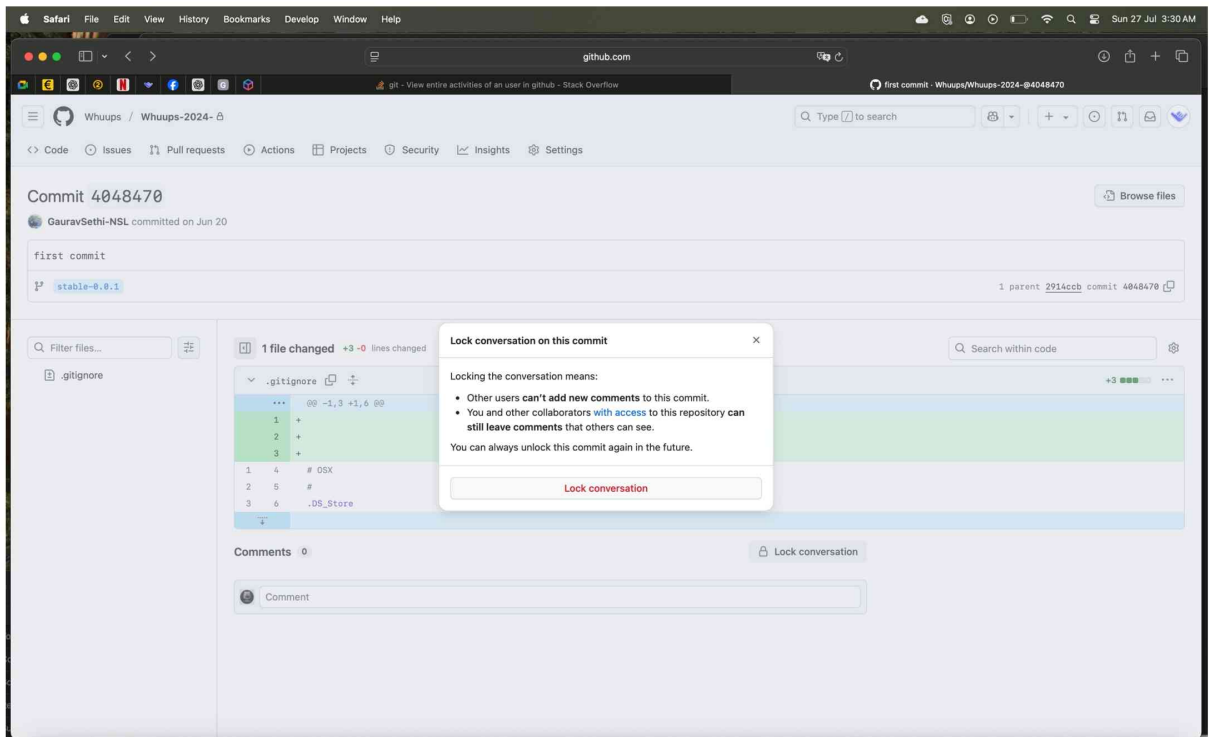 Safari File Edit View History Bookmarks Develop Window Help
Sun 27 Jul 3:30 AM
github.com
git - View entire activities of an user in github - Stack Overflow
first commit · Whuups/Whuups-2024-@4048470
Whuups / Whuups-2024-
Type / to search
Code Issues Pull requests Actions Projects Security Insights Settings
Commit 4048470
Browse files
GauravSethi-NSL committed on Jun 20
first commit
stable-0.0.1
1 parent 2914ccb commit 4048470
Filter files...
.gitignore
1 file changed +3 -0 lines changed
Search within code
.gitignore
+3
@@ -1,3 +1,6 @@
1 +
2 +
3 +
1 4 # OSX
2 5 #
3 6 .DS_Store
Lock conversation on this commit
Locking the conversation means:
• Other users can't add new comments to this commit.
• You and other collaborators with access to this repository can
still leave comments that others can see.
You can always unlock this commit again in the future.
Lock conversation
Comments 0
Lock conversation
Comment